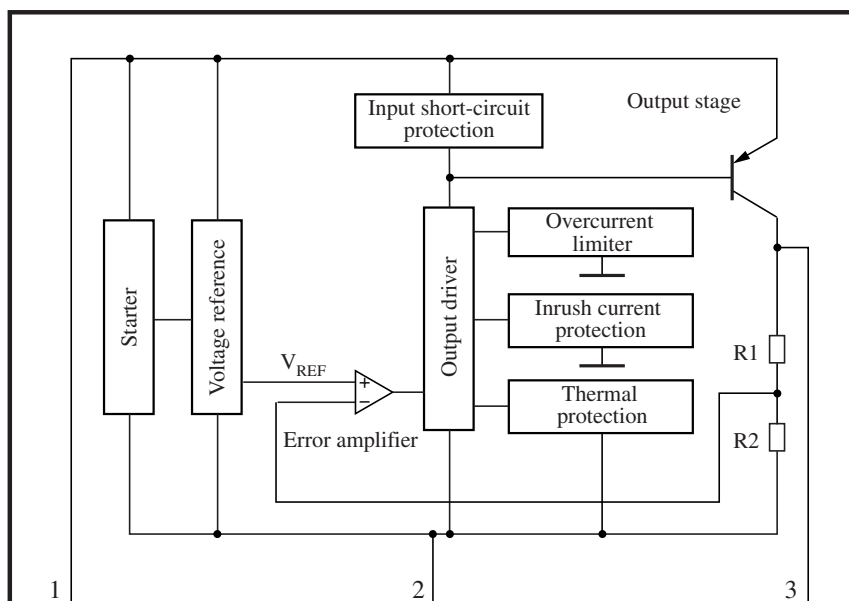 Input short-circuit
protection
Output stage
Starter
Voltage reference
Output driver
Overcurrent
limiter
Inrush current
protection
Thermal
protection
VREF
+
−
Error amplifier
R1
R2
1
2
3